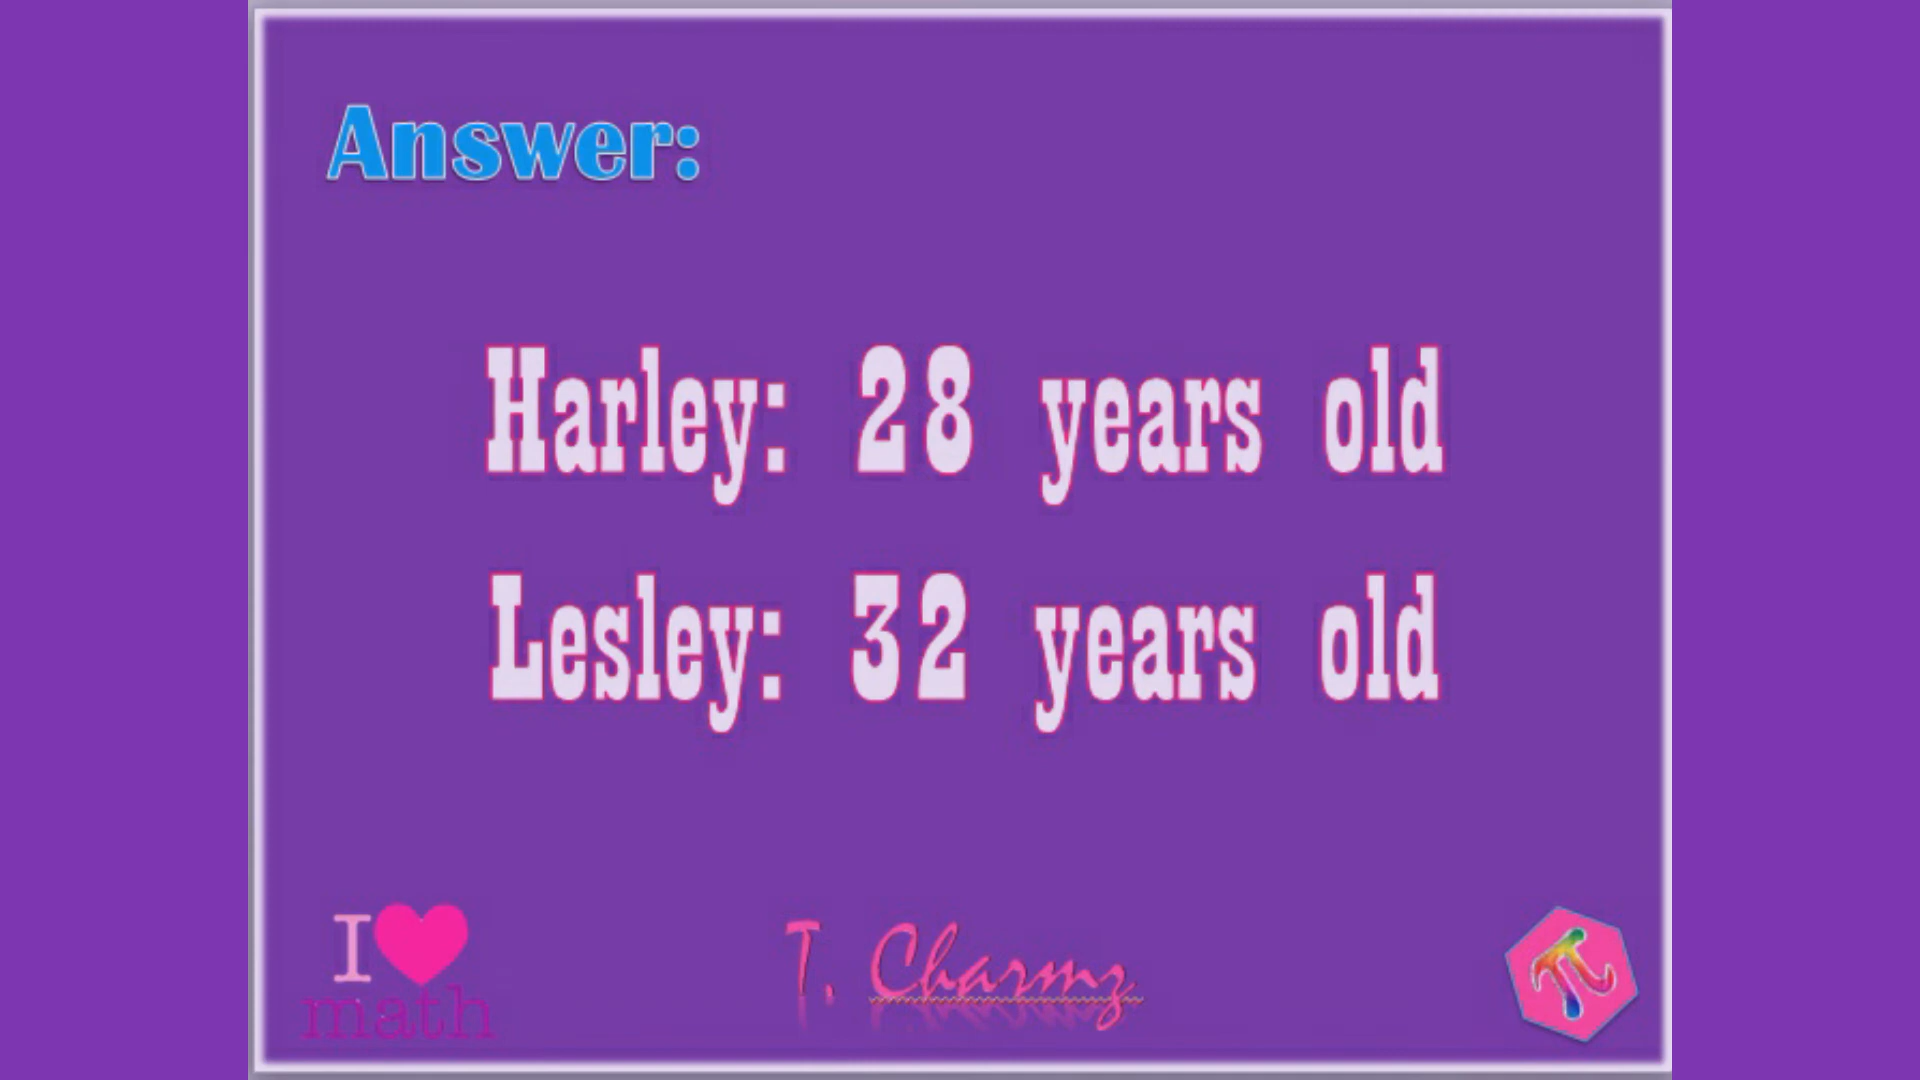 Answer:
Harley: 28 years old
Lesley: 32 years old
I
math
T. Charmz
π